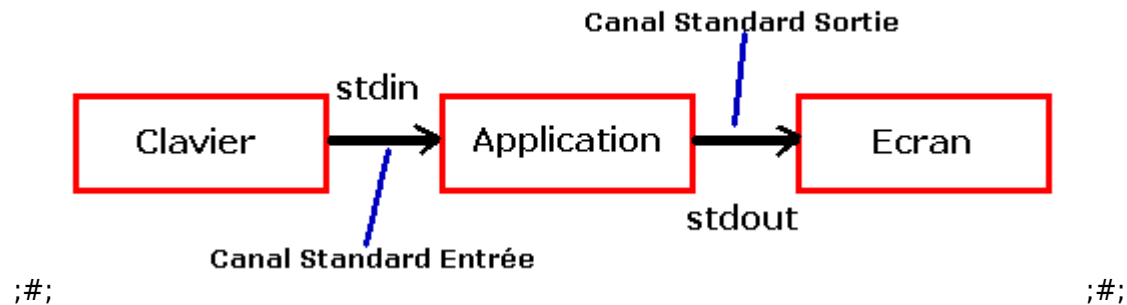 Canal Standard Sortie
stdin
Clavier
Application
Ecran
stdout
Canal Standard Entrée
;#; ;#;